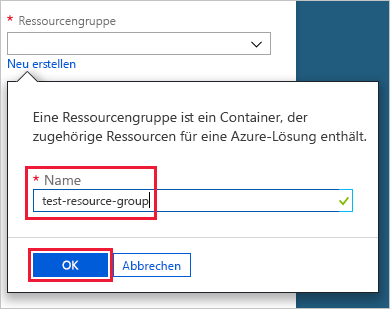 * Ressourcengruppe
Neu erstellen
Eine Ressourcengruppe ist ein Container, der
zugehörige Ressourcen für eine Azure-Lösung enthält.
* Name
test-resource-group
OK Abbrechen